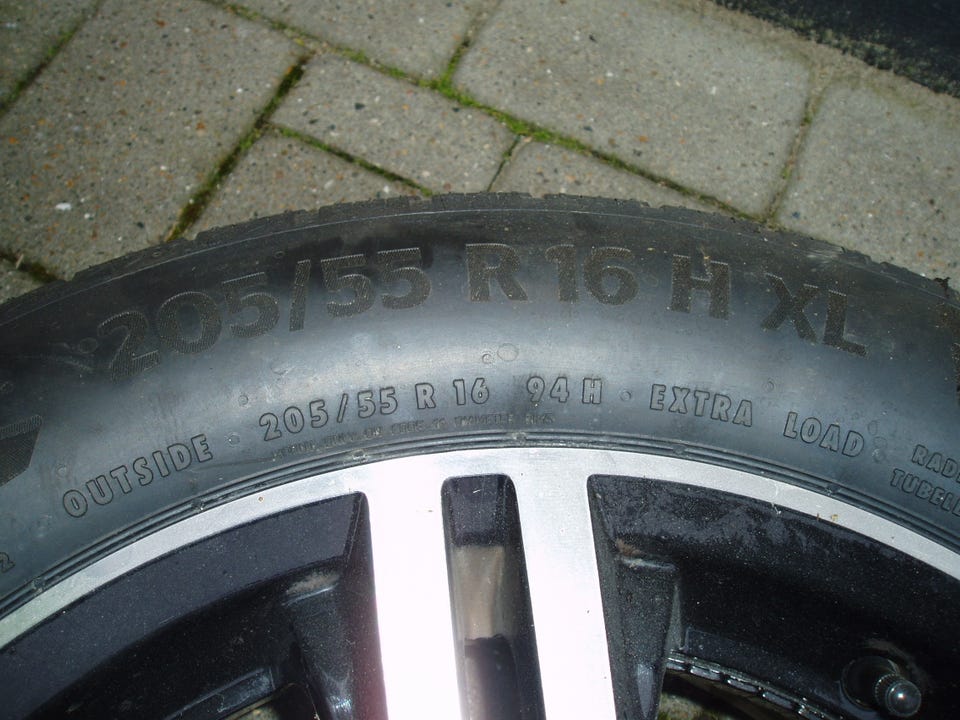 205/55 R 16 H XL
OUTSIDE 205/55 R 16 94 H EXTRA LOAD